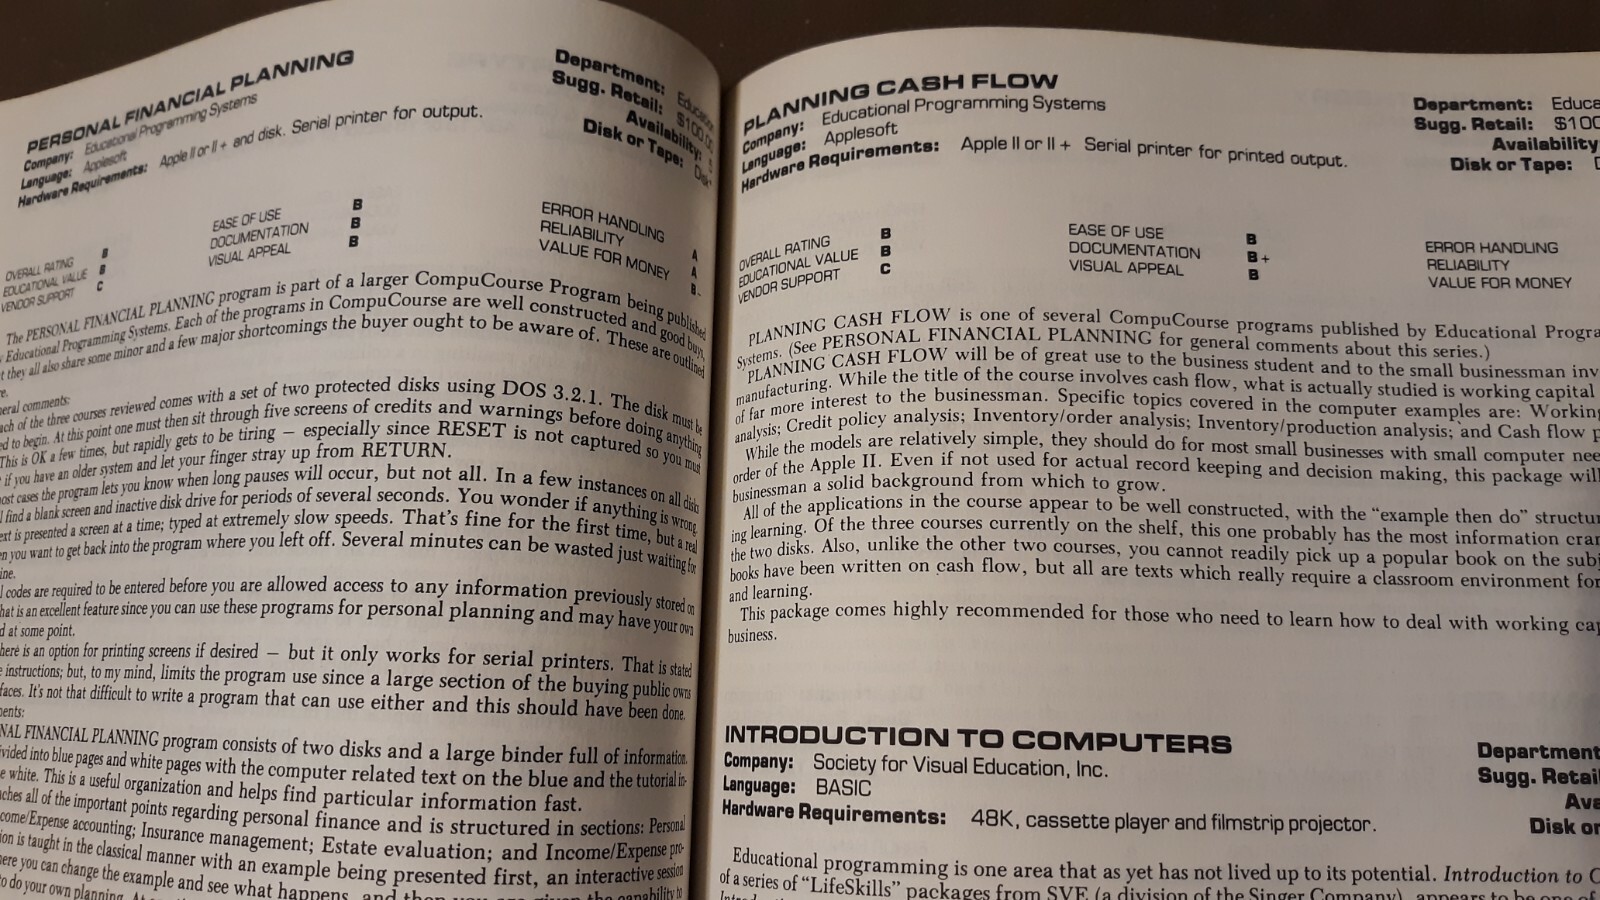 PERSONAL FINANCIAL PLANNING
Company: Educational Programming Systems
Language: Applesoft
Hardware Requirements: Apple II or II + and disk. Serial printer for output.
Department:
Sugg. Retail: $100.00
Availability:
Disk or Tape:
OVERALL RATING B
EDUCATIONAL VALUE B
VENDOR SUPPORT C
EASE OF USE B
DOCUMENTATION B
VISUAL APPEAL B
ERROR HANDLING A
RELIABILITY A
VALUE FOR MONEY B-
The PERSONAL FINANCIAL PLANNING program is part of a larger CompuCourse Program being published
Educational Programming Systems. Each of the programs in CompuCourse are well constructed and good buys,
they all also share some minor and a few major shortcomings the buyer ought to be aware of. These are outlined
comments:
of the three courses reviewed comes with a set of two protected disks using DOS 3.2.1. The disk must be
to begin. At this point one must then sit through five screens of credits and warnings before doing anything
This is OK a few times, but rapidly gets to be tiring — especially since RESET is not captured so you must
if you have an older system and let your finger stray up from RETURN.
cases the program lets you know when long pauses will occur, but not all. In a few instances on all disks
find a blank screen and inactive disk drive for periods of several seconds. You wonder if anything is wrong.
is presented a screen at a time; typed at extremely slow speeds. That's fine for the first time, but a real
you want to get back into the program where you left off. Several minutes can be wasted just waiting for
codes are required to be entered before you are allowed access to any information previously stored on
is an excellent feature since you can use these programs for personal planning and may have your own
at some point.
is an option for printing screens if desired — but it only works for serial printers. That is stated
instructions; but, to my mind, limits the program use since a large section of the buying public owns
It's not that difficult to write a program that can use either and this should have been done.
FINANCIAL PLANNING program consists of two disks and a large binder full of information.
into blue pages and white pages with the computer related text on the blue and the tutorial in-
white. This is a useful organization and helps find particular information fast.
all of the important points regarding personal finance and is structured in sections: Personal
Income/Expense accounting; Insurance management; Estate evaluation; and Income/Expense pro-
is taught in the classical manner with an example being presented first, an interactive session
you can change the example and see what happens, and then you are given the capability to
to do your own planning.
PLANNING CASH FLOW
Company: Educational Programming Systems
Language: Applesoft
Hardware Requirements: Apple II or II + Serial printer for printed output.
Department: Educa
Sugg. Retail: $100
Availability
Disk or Tape:
OVERALL RATING B
EDUCATIONAL VALUE B
VENDOR SUPPORT C
EASE OF USE B
DOCUMENTATION B +
VISUAL APPEAL B
ERROR HANDLING
RELIABILITY
VALUE FOR MONEY
PLANNING CASH FLOW is one of several CompuCourse programs published by Educational Progra
Systems. (See PERSONAL FINANCIAL PLANNING for general comments about this series.)
PLANNING CASH FLOW will be of great use to the business student and to the small businessman inv
manufacturing. While the title of the course involves cash flow, what is actually studied is working capital
of far more interest to the businessman. Specific topics covered in the computer examples are: Working
analysis; Credit policy analysis; Inventory/order analysis; Inventory/production analysis; and Cash flow p
While the models are relatively simple, they should do for most small businesses with small computer nee
order of the Apple II. Even if not used for actual record keeping and decision making, this package will
businessman a solid background from which to grow.
All of the applications in the course appear to be well constructed, with the "example then do" structu
ing learning. Of the three courses currently on the shelf, this one probably has the most information cra
the two disks. Also, unlike the other two courses, you cannot readily pick up a popular book on the subj
books have been written on cash flow, but all are texts which really require a classroom environment for
and learning.
This package comes highly recommended for those who need to learn how to deal with working cap
business.
INTRODUCTION TO COMPUTERS
Company: Society for Visual Education, Inc.
Language: BASIC
Hardware Requirements: 48K, cassette player and filmstrip projector.
Department
Sugg. Retai
Ava
Disk or
Educational programming is one area that as yet has not lived up to its potential. Introduction to C
of a series of "LifeSkills" packages from SVE (a division of the Singer Company), appears to be one of